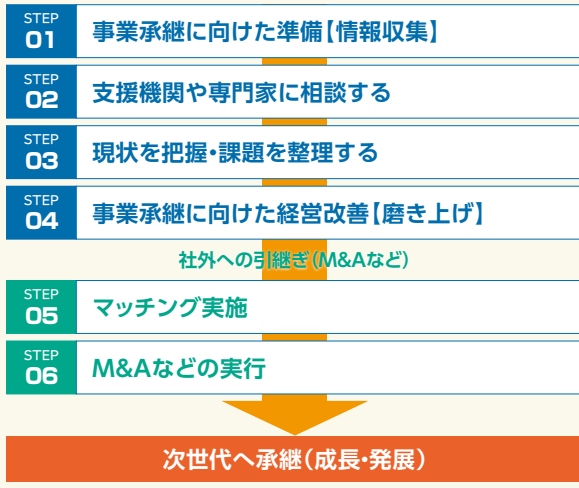 STEP
01
事業承継に向けた準備【情報収集】
STEP
02
支援機関や専門家に相談する
STEP
03
現状を把握・課題を整理する
STEP
04
事業承継に向けた経営改善【磨き上げ】
社外への引継ぎ(M&Aなど)
STEP
05
マッチング実施
STEP
06
M&Aなどの実行
次世代へ承継(成長・発展)